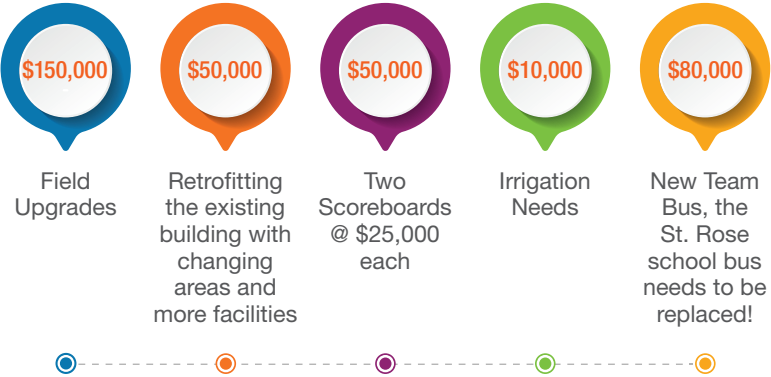 $150,000
$50,000
$50,000
$10,000
$80,000
Field
Upgrades
Retrofitting
the existing
building with
changing
areas and
more facilities
Two
Scoreboards
@ $25,000
each
Irrigation
Needs
New Team
Bus, the
St. Rose
school bus
needs to be
replaced!